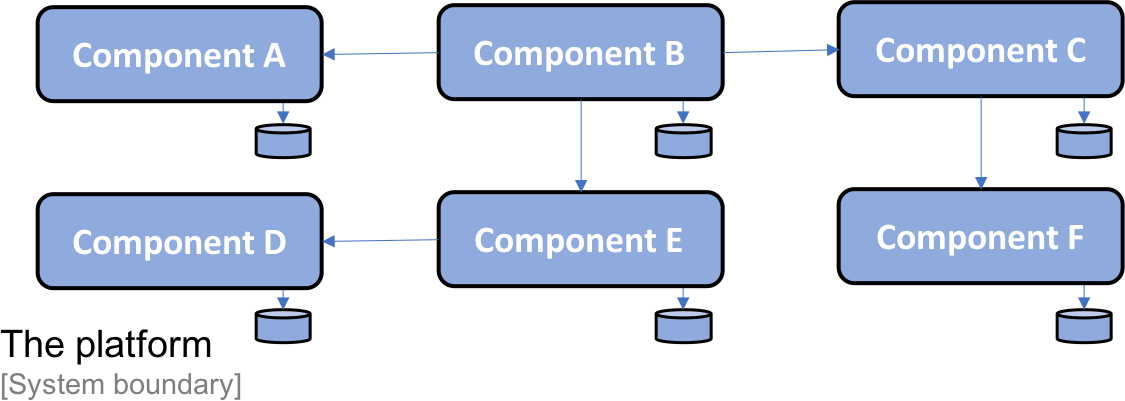 Component A
Component B
Component C
Component D
Component E
Component F
The platform
[System boundary]